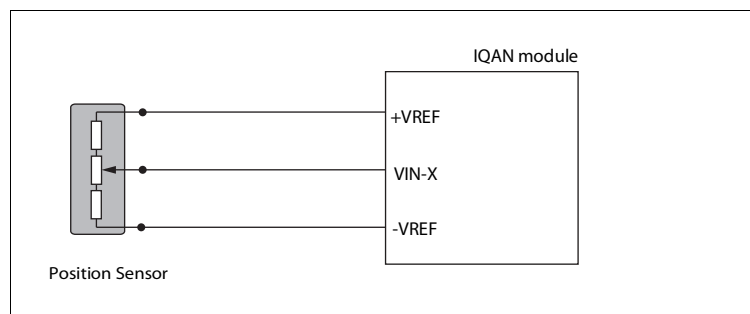 IQAN module
+VREF
VIN-X
-VREF
Position Sensor